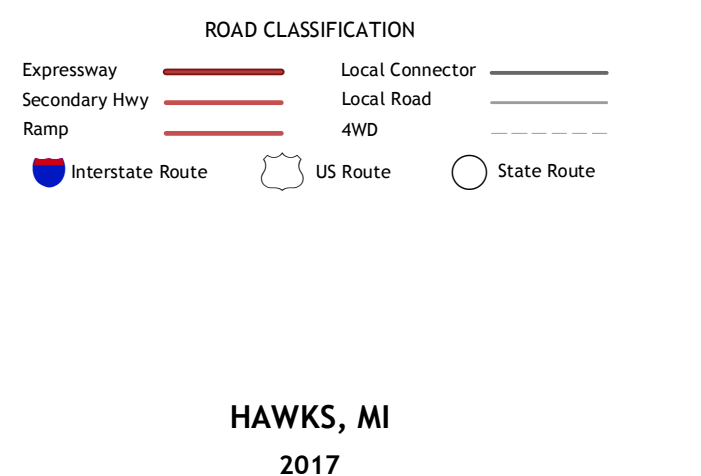 ROAD CLASSIFICATION
Expressway
Local Connector
Secondary Hwy
Local Road
Ramp
4WD
Interstate Route
US Route
State Route
HAWKS, MI
2017